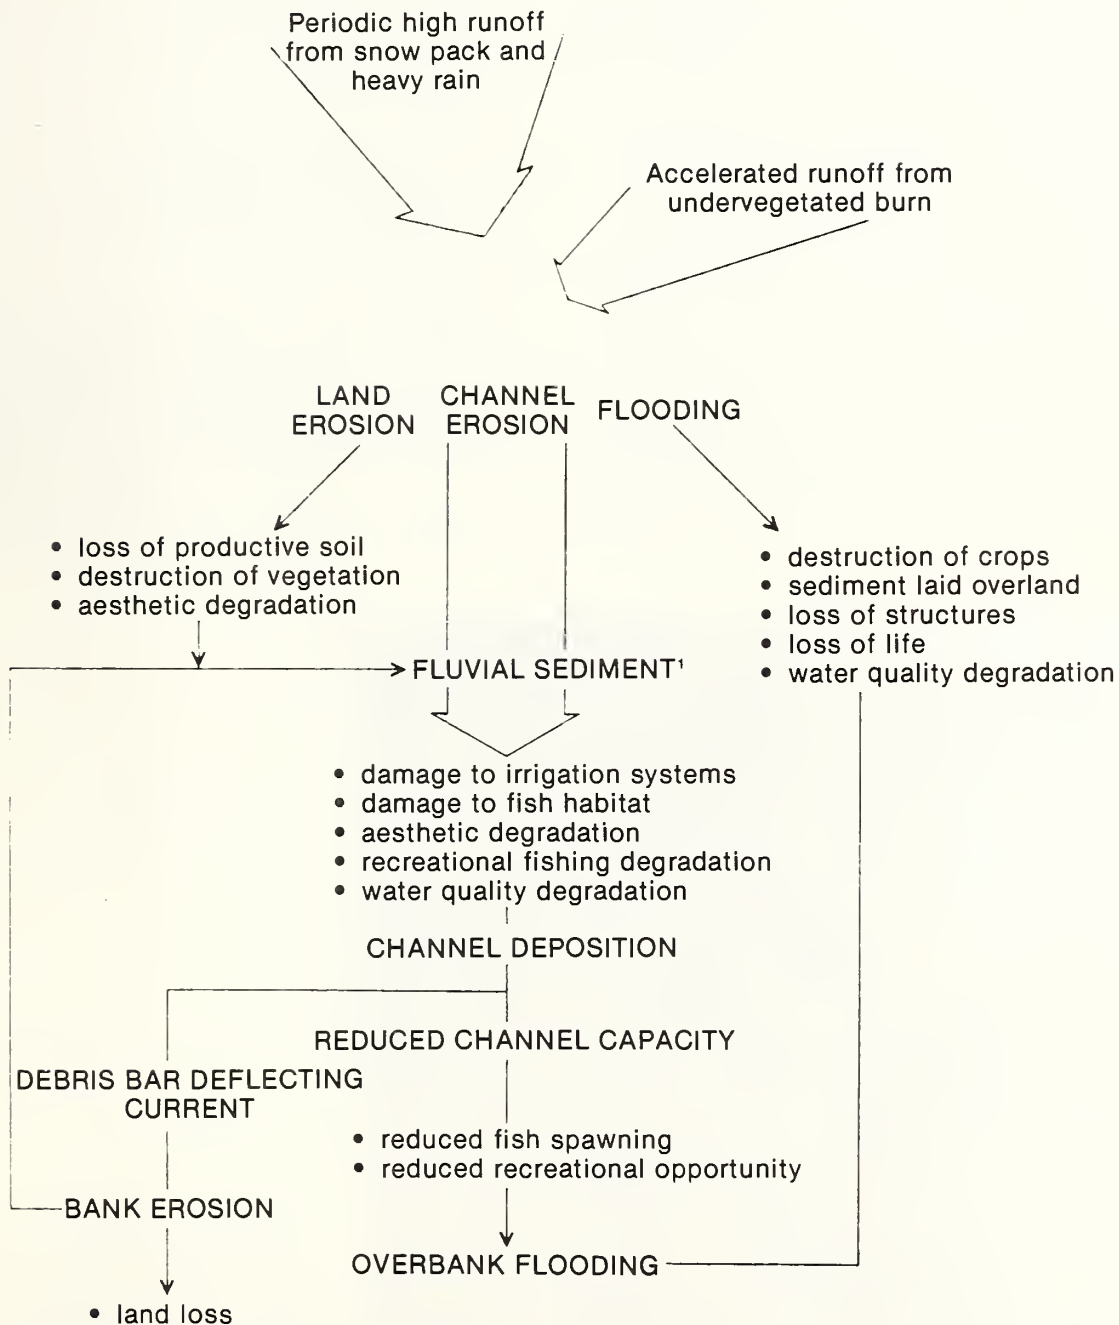 Periodic high runoff
from snow pack and
heavy rain
Accelerated runoff from
undervegetated burn
LAND
EROSION
CHANNEL
EROSION
FLOODING
• loss of productive soil
• destruction of vegetation
• aesthetic degradation
• destruction of crops
• sediment laid overland
• loss of structures
• loss of life
• water quality degradation
FLUVIAL SEDIMENT¹
• damage to irrigation systems
• damage to fish habitat
• aesthetic degradation
• recreational fishing degradation
• water quality degradation
CHANNEL DEPOSITION
REDUCED CHANNEL CAPACITY
DEBRIS BAR DEFLECTING
CURRENT
• reduced fish spawning
• reduced recreational opportunity
BANK EROSION
OVERBANK FLOODING
• land loss